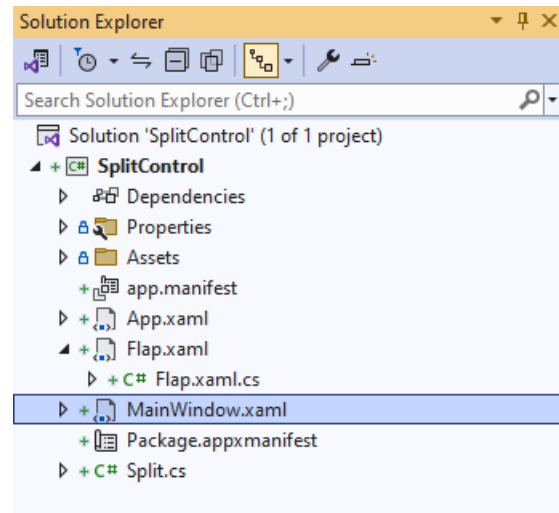 Solution Explorer
Search Solution Explorer (Ctrl+;)
Solution 'SplitControl' (1 of 1 project)
+ C# SplitControl
Dependencies
Properties
Assets
+ app.manifest
+ App.xaml
+ Flap.xaml
+ C# Flap.xaml.cs
+ MainWindow.xaml
+ Package.appxmanifest
+ C# Split.cs